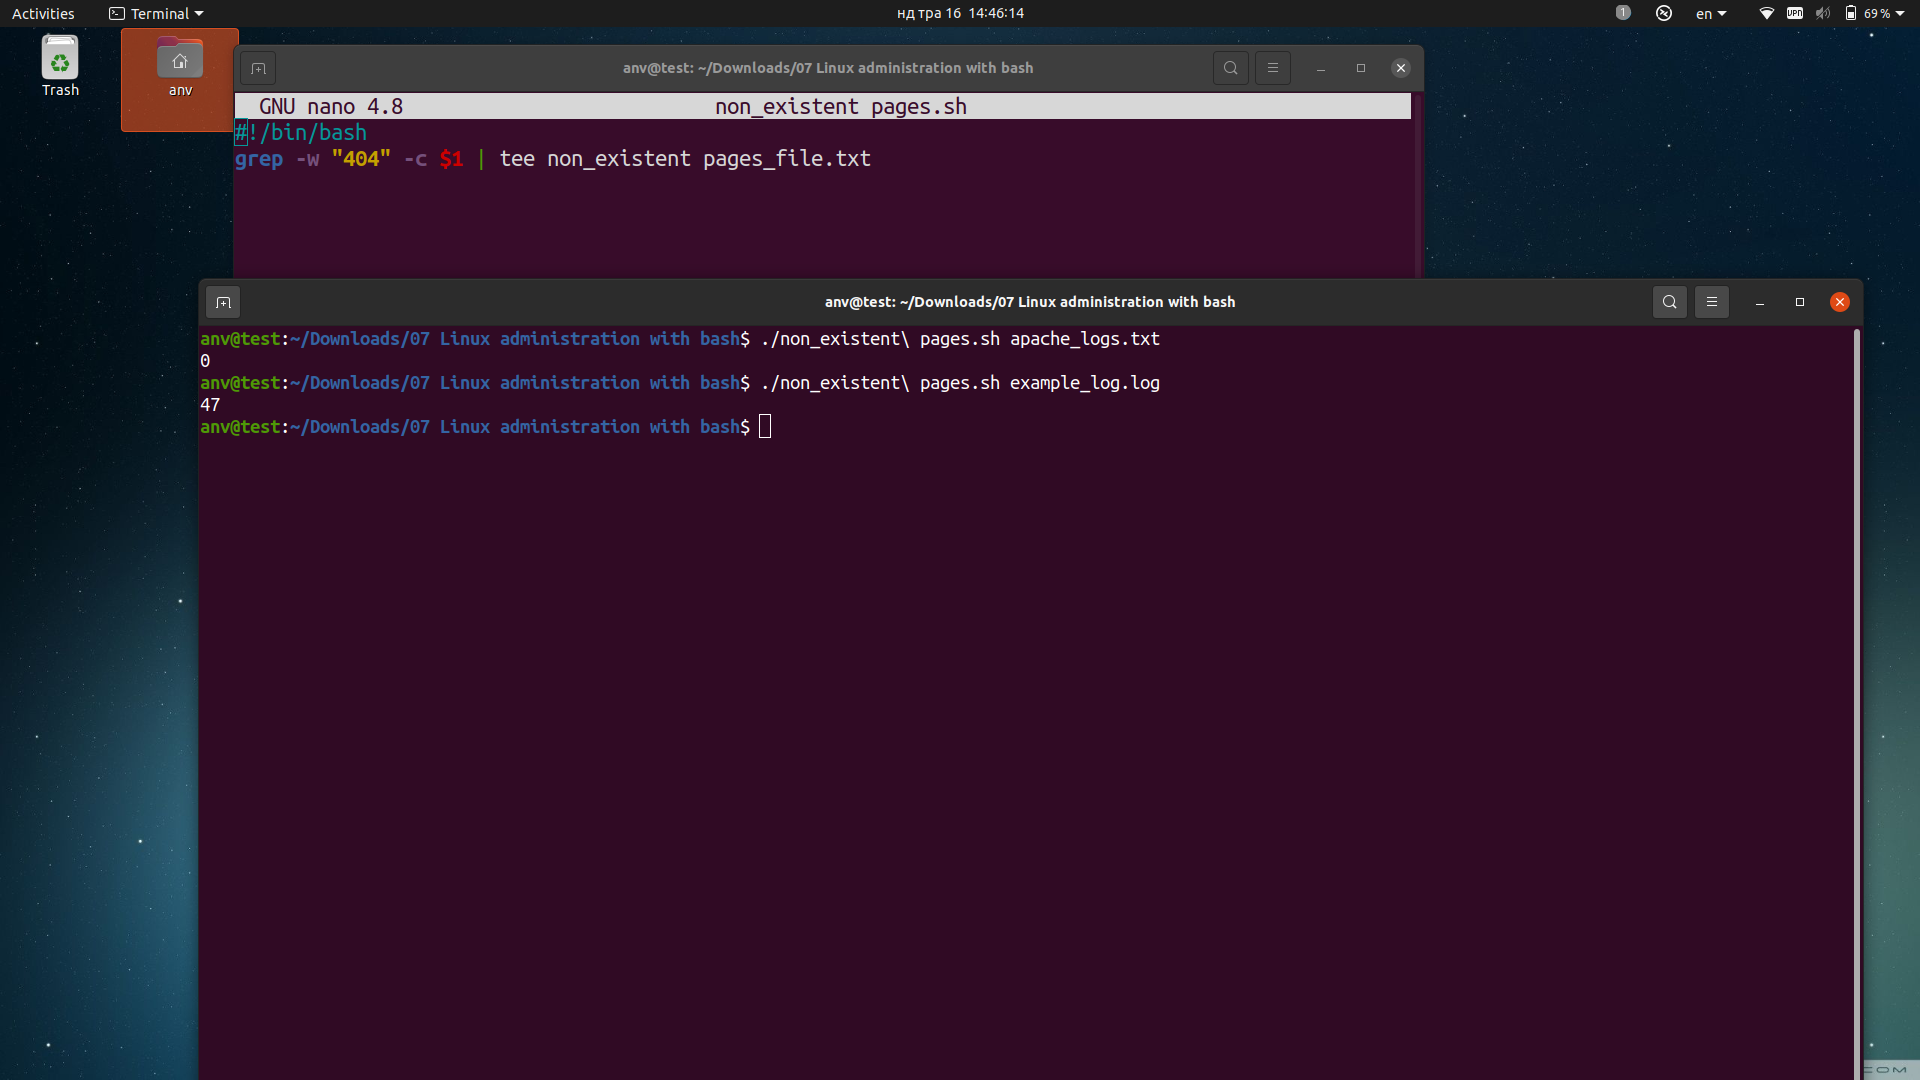 Activities Terminal нд тра 16 14:46:14 1 en VPN 69 %
Trash
anv
anv@test: ~/Downloads/07 Linux administration with bash
GNU nano 4.8 non_existent pages.sh
#!/bin/bash
grep -w "404" -c $1 | tee non_existent pages_file.txt
anv@test: ~/Downloads/07 Linux administration with bash
anv@test:~/Downloads/07 Linux administration with bash$ ./non_existent\ pages.sh apache_logs.txt
0
anv@test:~/Downloads/07 Linux administration with bash$ ./non_existent\ pages.sh example_log.log
47
anv@test:~/Downloads/07 Linux administration with bash$
COM